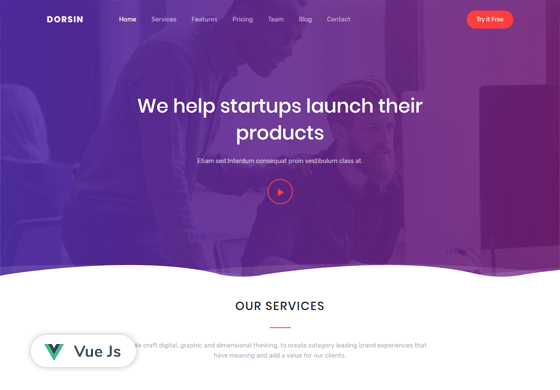 DORSIN
Home Services Features Pricing Team Blog Contact
Try it Free
We help startups launch their
products
Etiam sed.Interdum consequat proin vestibulum class at.
OUR SERVICES
We craft digital, graphic and dimensional thinking, to create category leading brand experiences that
have meaning and add a value for our clients.
Vue Js